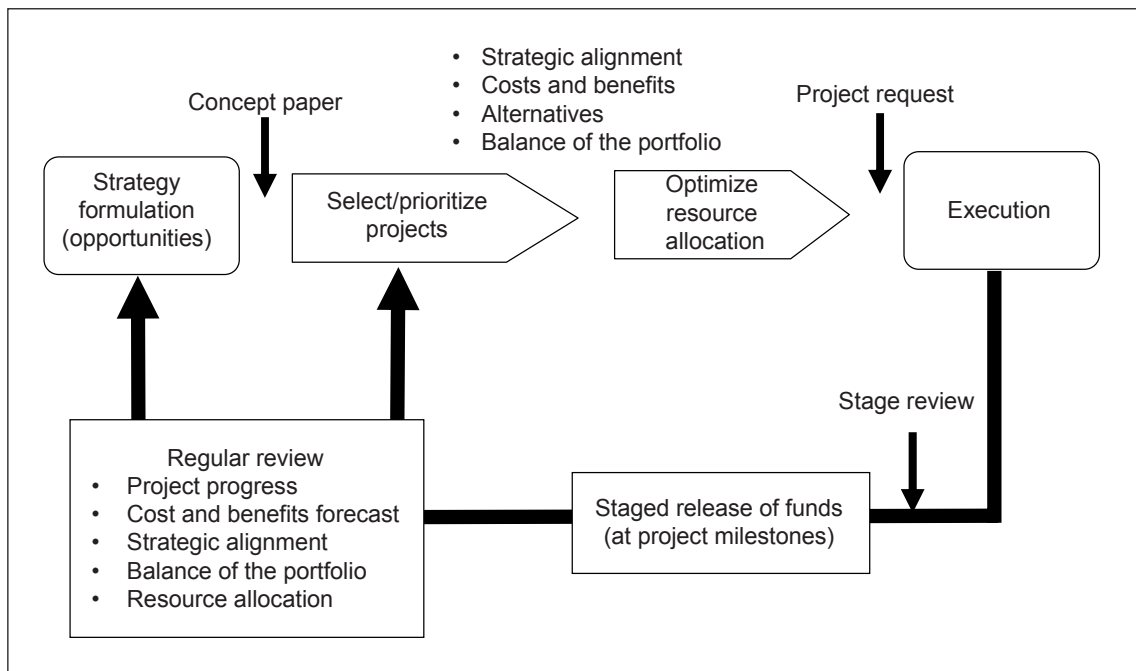 • Strategic alignment
• Costs and benefits
• Alternatives
• Balance of the portfolio
Concept paper
Project request
Strategy
formulation
(opportunities)
Select/prioritize
projects
Optimize
resource
allocation
Execution
Stage review
Regular review
• Project progress
• Cost and benefits forecast
• Strategic alignment
• Balance of the portfolio
• Resource allocation
Staged release of funds
(at project milestones)